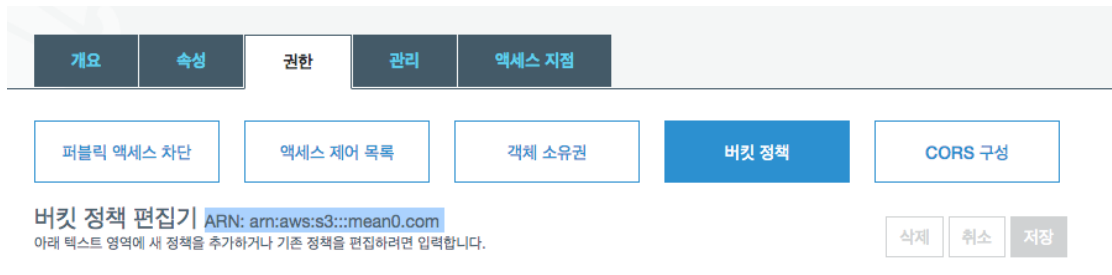 개요 속성 권한 관리 액세스 지점
퍼블릭 액세스 차단 액세스 제어 목록 객체 소유권 버킷 정책 CORS 구성
버킷 정책 편집기 ARN: arn:aws:s3:::mean0.com
아래 텍스트 영역에 새 정책을 추가하거나 기존 정책을 편집하려면 입력합니다.
삭제 취소 저장